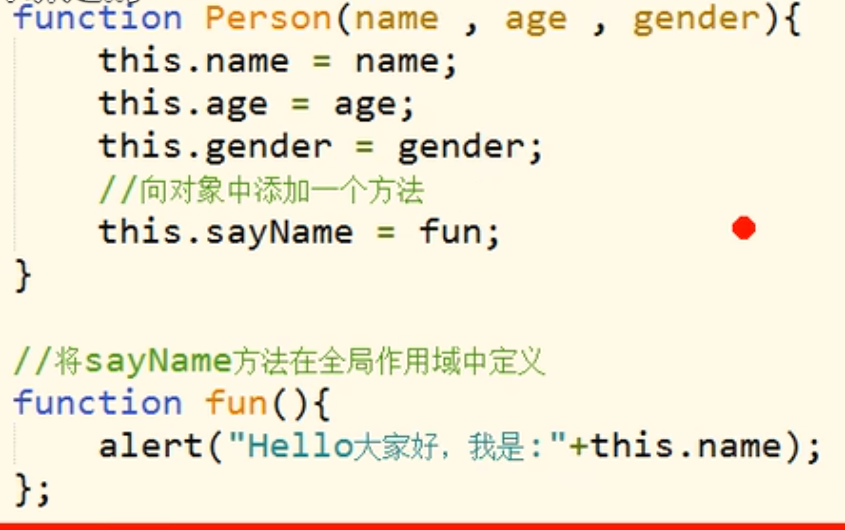 function Person(name , age , gender){
this.name = name;
this.age = age;
this.gender = gender;
//向对象中添加一个方法
this.sayName = fun;
}
//将sayName方法在全局作用域中定义
function fun(){
alert("Hello大家好，我是:"+this.name);
};